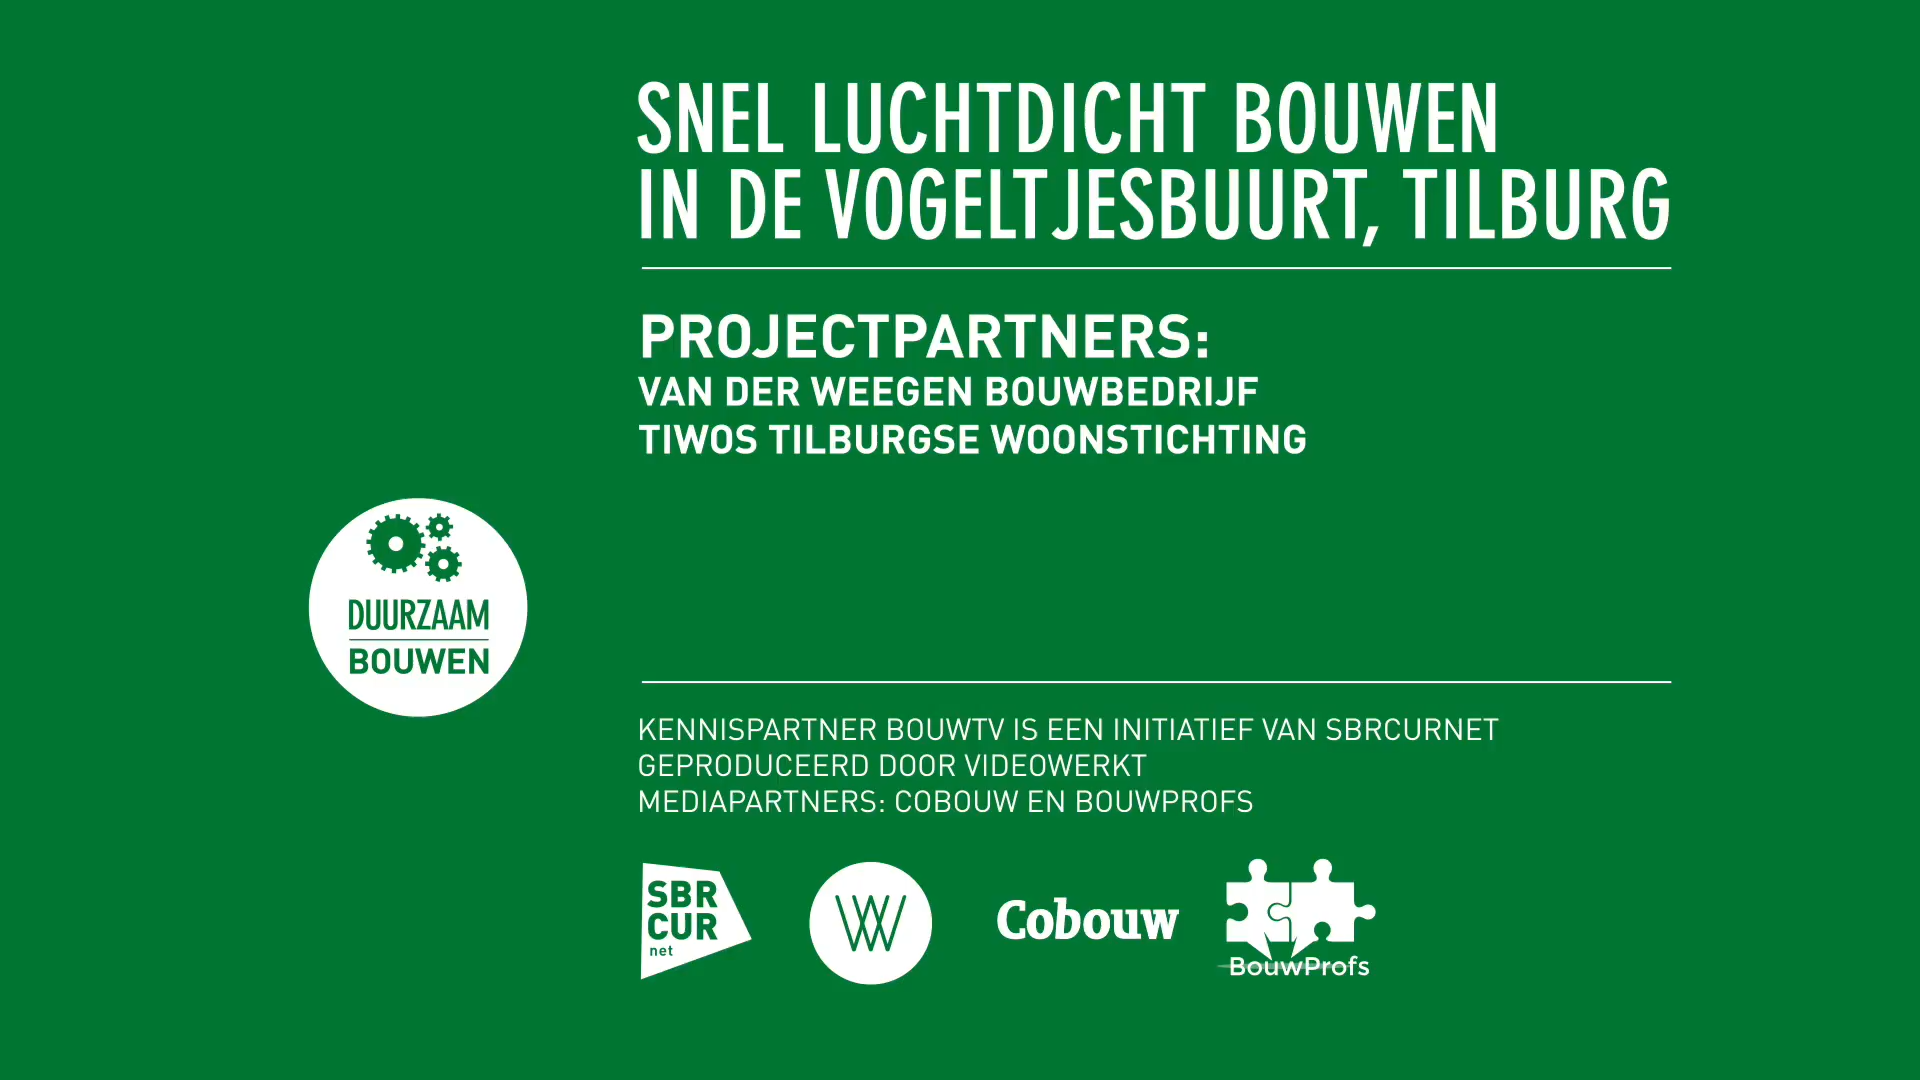 SNEL LUCHTDICHT BOUWEN
IN DE VOGELTJESBUURT, TILBURG
PROJECTPARTNERS:
VAN DER WEEGEN BOUWBEDRIJF
TIWOS TILBURGSE WOONSTICHTING
DUURZAAM
BOUWEN
KENNISPARTNER BOUWTV IS EEN INITIATIEF VAN SBRCURNET
GEPRODUCEERD DOOR VIDEOWERKT
MEDIAPARTNERS: COBOUW EN BOUWPROFS
SBR
CUR
net
W
Cobouw
BouwProfs